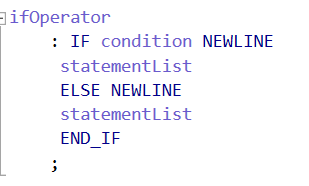 ifOperator
: IF condition NEWLINE
statementList
ELSE NEWLINE
statementList
END_IF
;